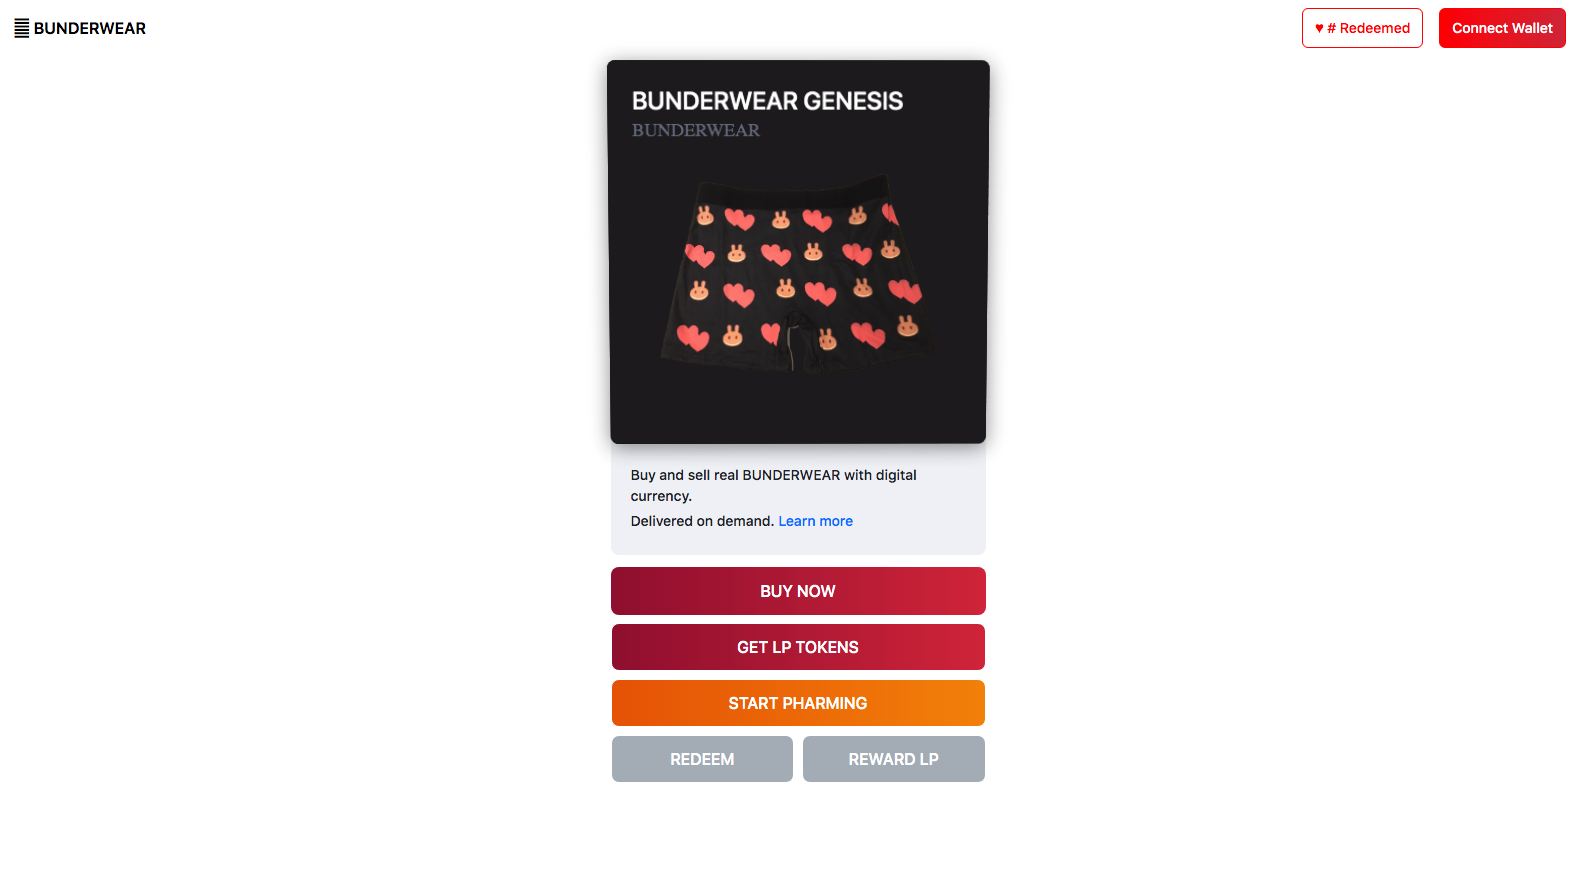 BUNDERWEAR
♥ # Redeemed
Connect Wallet
BUNDERWEAR GENESIS
BUNDERWEAR
Buy and sell real BUNDERWEAR with digital
currency.
Delivered on demand. Learn more
BUY NOW
GET LP TOKENS
START PHARMING
REDEEM
REWARD LP